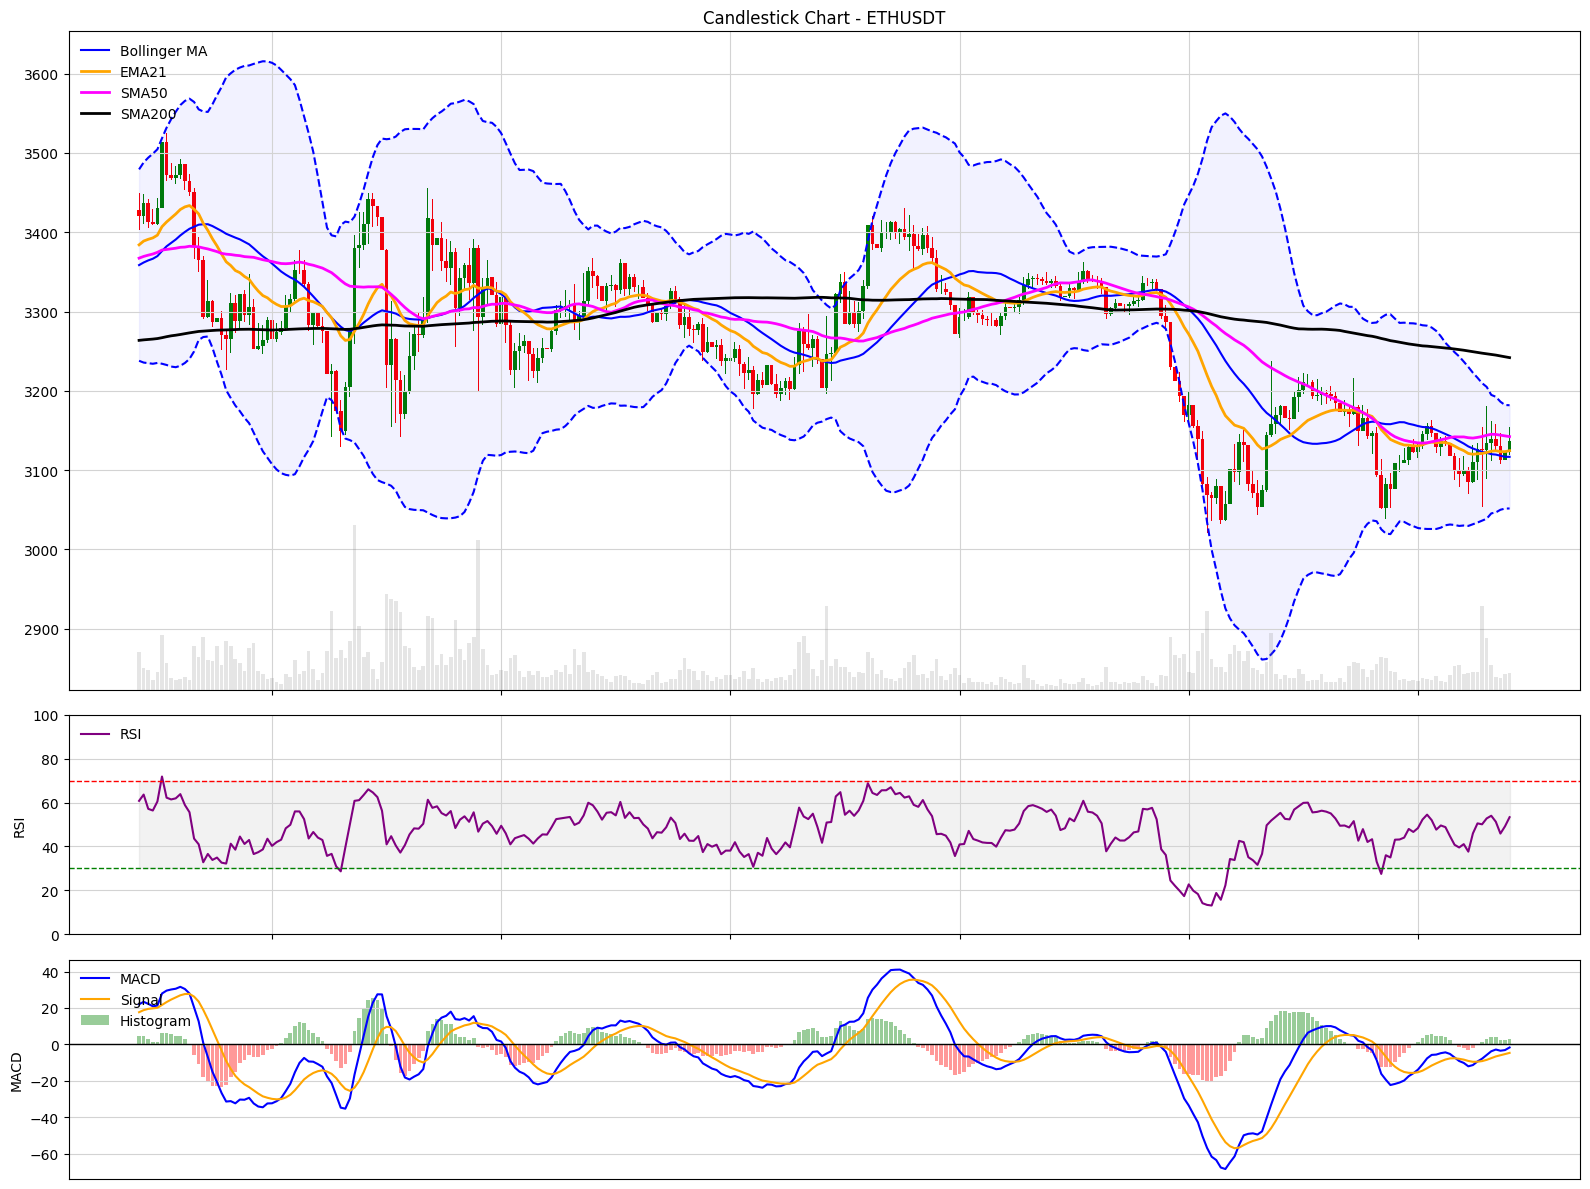 Candlestick Chart - ETHUSDT
Bollinger MA
EMA21
SMA50
SMA200
3600
3500
3400
3300
3200
3100
3000
2900
RSI
100
80
60
40
20
0
RSI
MACD
Signal
Histogram
40
20
0
−20
−40
−60
MACD